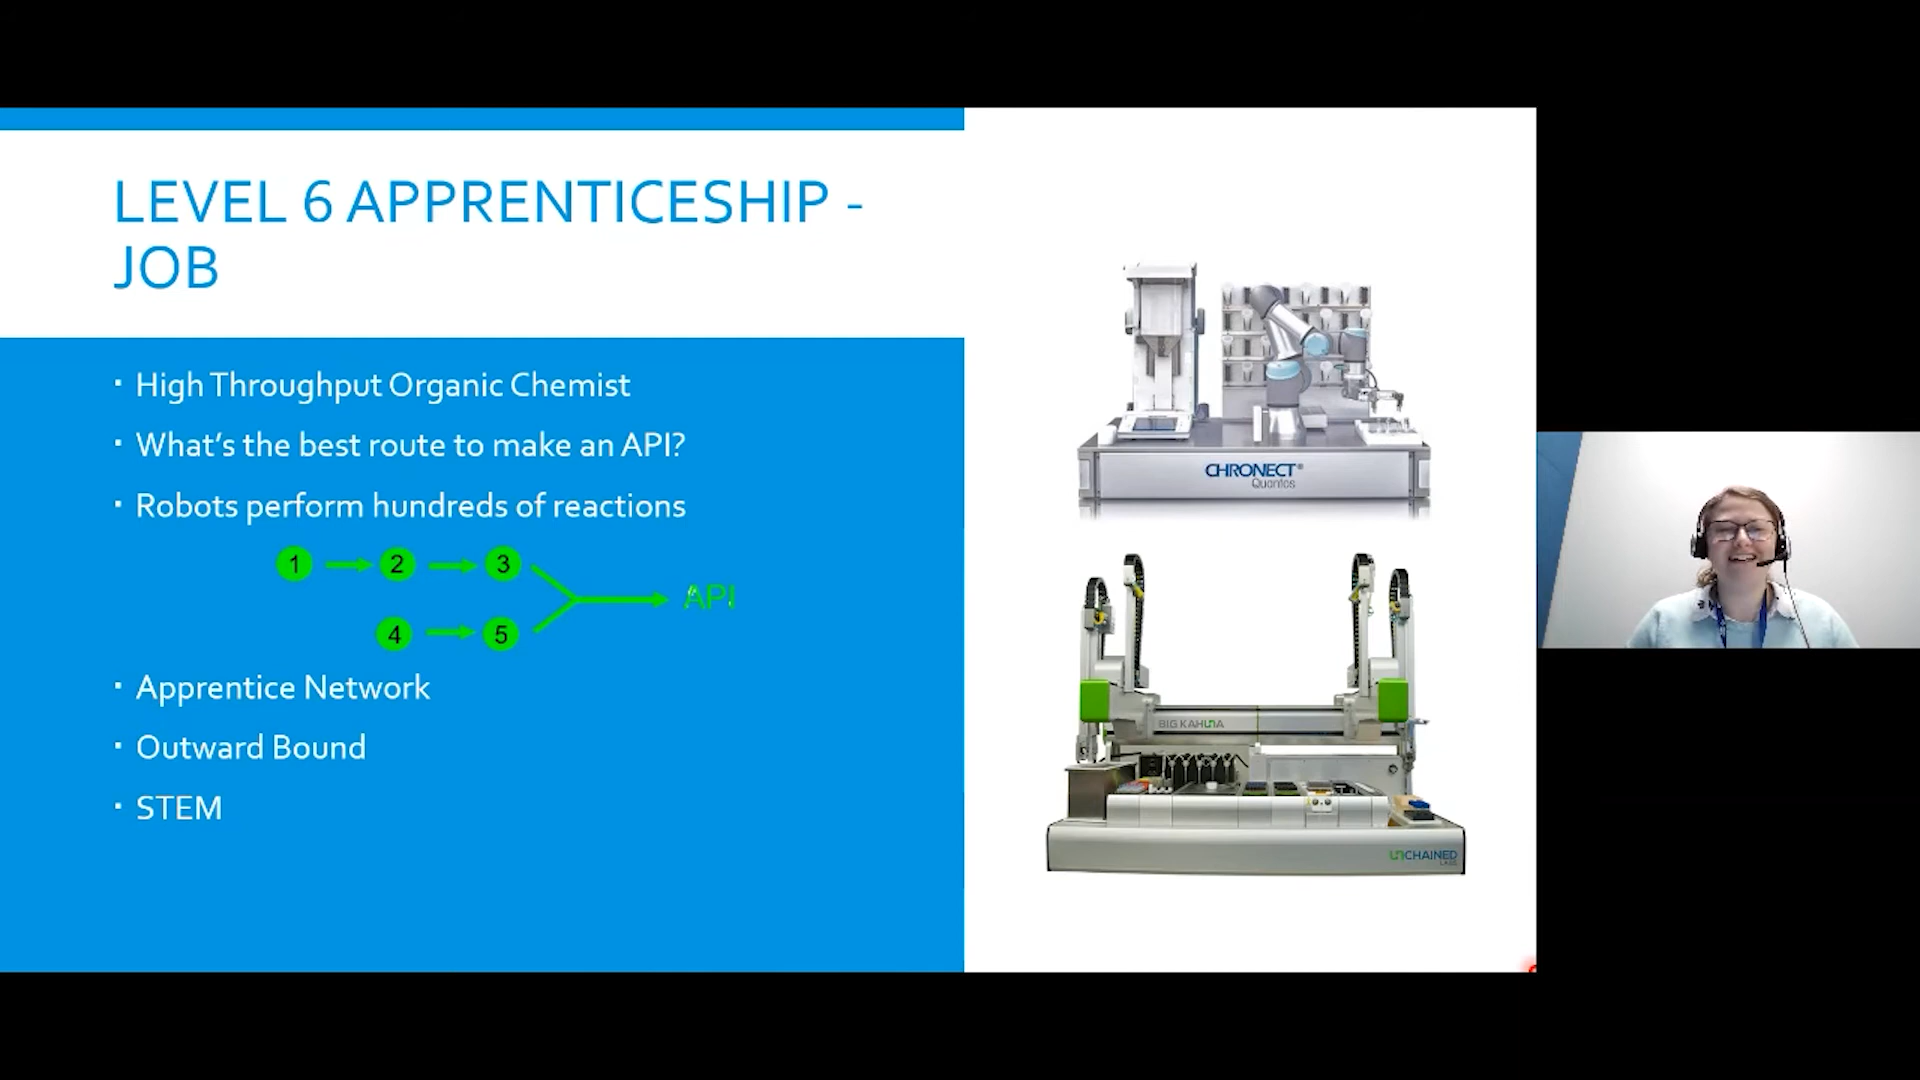 LEVEL 6 APPRENTICESHIP -
JOB
▪ High Throughput Organic Chemist
▪ What's the best route to make an API?
▪ Robots perform hundreds of reactions
1 2 3
API
4 5
▪ Apprentice Network
▪ Outward Bound
▪ STEM
CHRONECT®
Quantos
BIG KAHUNA
UNCHAINED
LABS